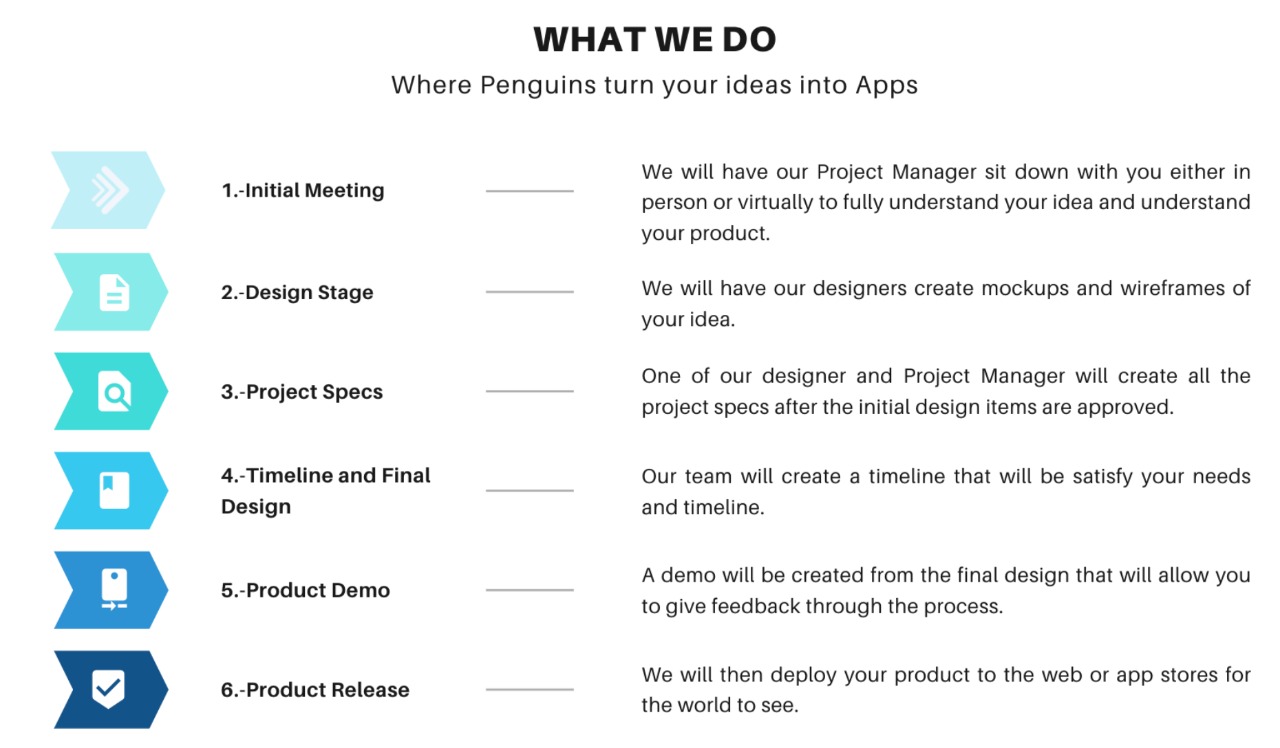 WHAT WE DO
Where Penguins turn your ideas into Apps
1.-Initial Meeting
We will have our Project Manager sit down with you either in
person or virtually to fully understand your idea and understand
your product.
2.-Design Stage
We will have our designers create mockups and wireframes of
your idea.
3.-Project Specs
One of our designer and Project Manager will create all the
project specs after the initial design items are approved.
4.-Timeline and Final
Design
Our team will create a timeline that will be satisfy your needs
and timeline.
5.-Product Demo
A demo will be created from the final design that will allow you
to give feedback through the process.
6.-Product Release
We will then deploy your product to the web or app stores for
the world to see.